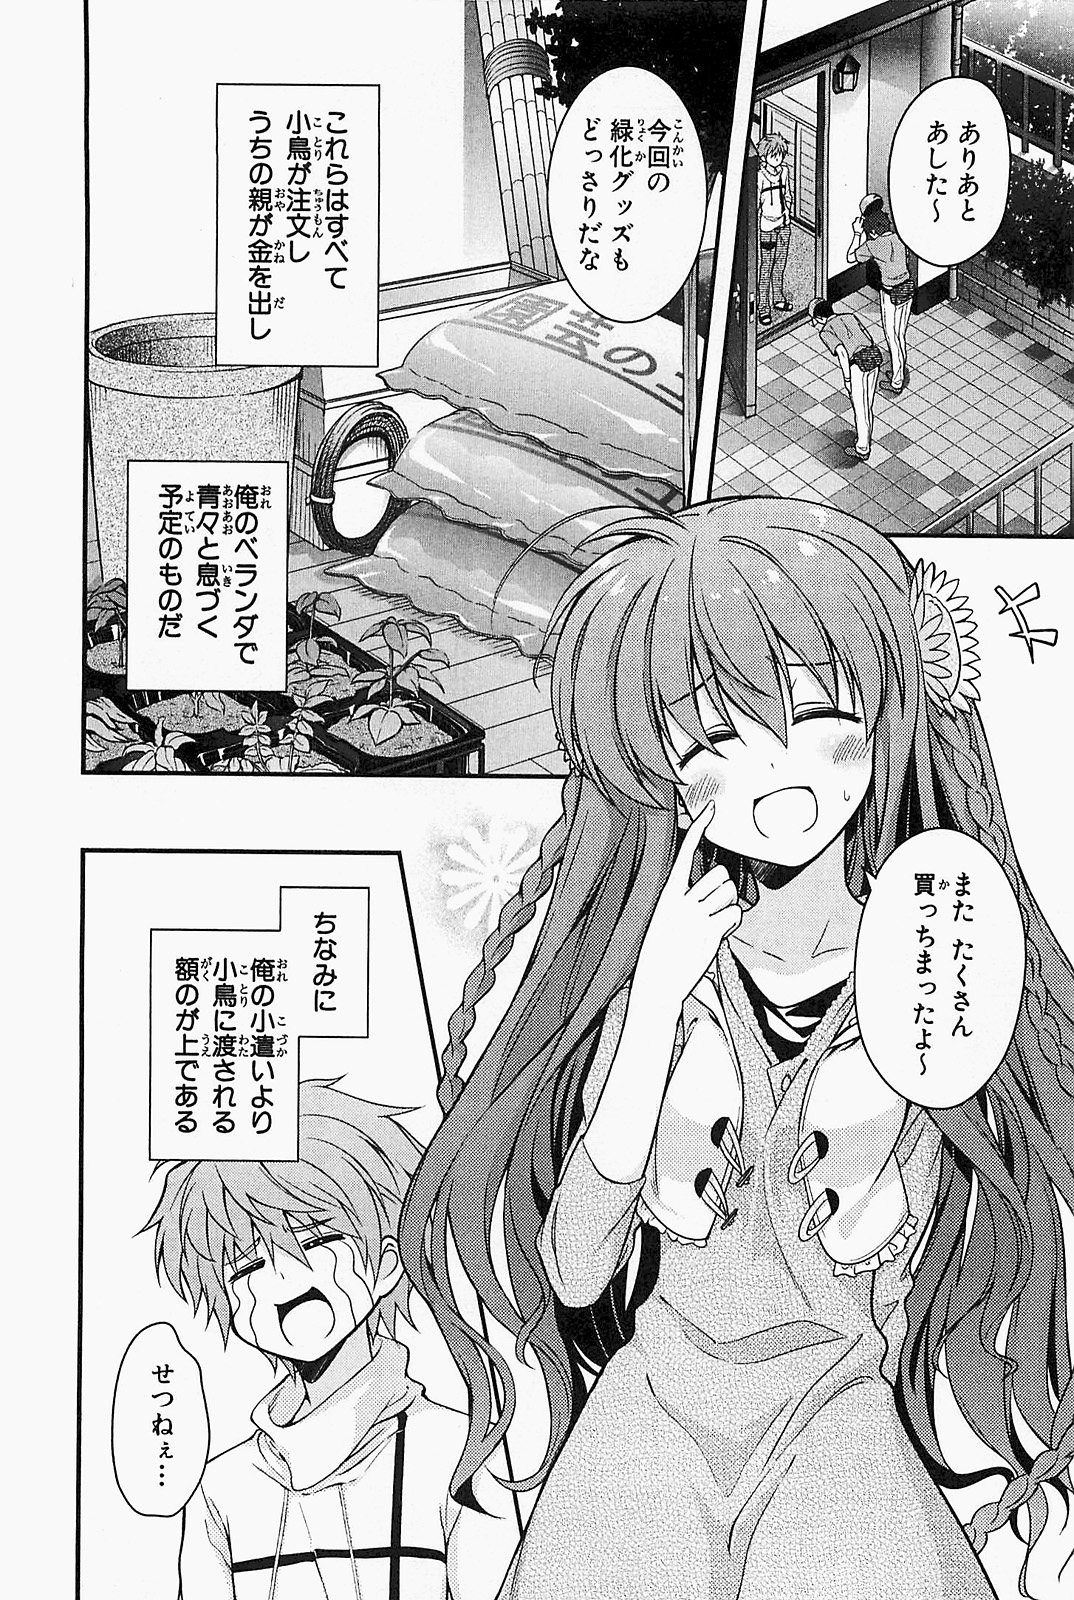 ありあと
あした～
今回の
緑化グッズも
どっさりだな
園芸の土
これらはすべて
小鳥が注文し
うちの親が金を出し
俺のベランダで
青々と息づく
予定のものだ
また たくさん
買っちまったよ～
ちなみに
俺の小遣いより
小鳥に渡される
額のが上である
せつねぇ…